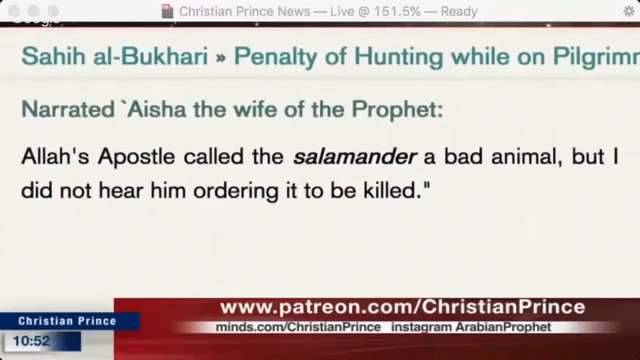 Christian Prince News — Live @ 151.5% — Ready
Google
Sahih al-Bukhari » Penalty of Hunting while on Pilgrim
Narrated `Aisha the wife of the Prophet:
Allah's Apostle called the salamander a bad animal, but I
did not hear him ordering it to be killed."
www.patreon.com/ChristianPrince
Christian Prince
minds.com/ChristianPrince instagram ArabianProphet
10:52